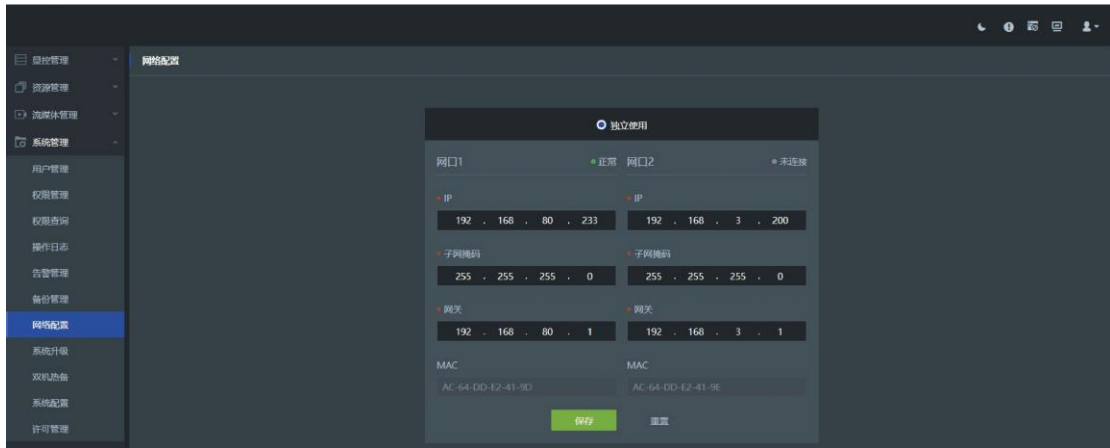 显控管理
网络配置
资源管理
流媒体管理
系统管理
用户管理
权限管理
权限查询
操作日志
告警管理
备份管理
网络配置
系统升级
双机热备
系统配置
许可管理
独立使用
网口1 正常 网口2 未连接
* IP * IP
192 . 168 . 80 . 233 192 . 168 . 3 . 200
* 子网掩码 * 子网掩码
255 . 255 . 255 . 0 255 . 255 . 255 . 0
* 网关 * 网关
192 . 168 . 80 . 1 192 . 168 . 3 . 1
MAC MAC
AC-64-DD-E2-41-9D AC-64-DD-E2-41-9E
保存 重置